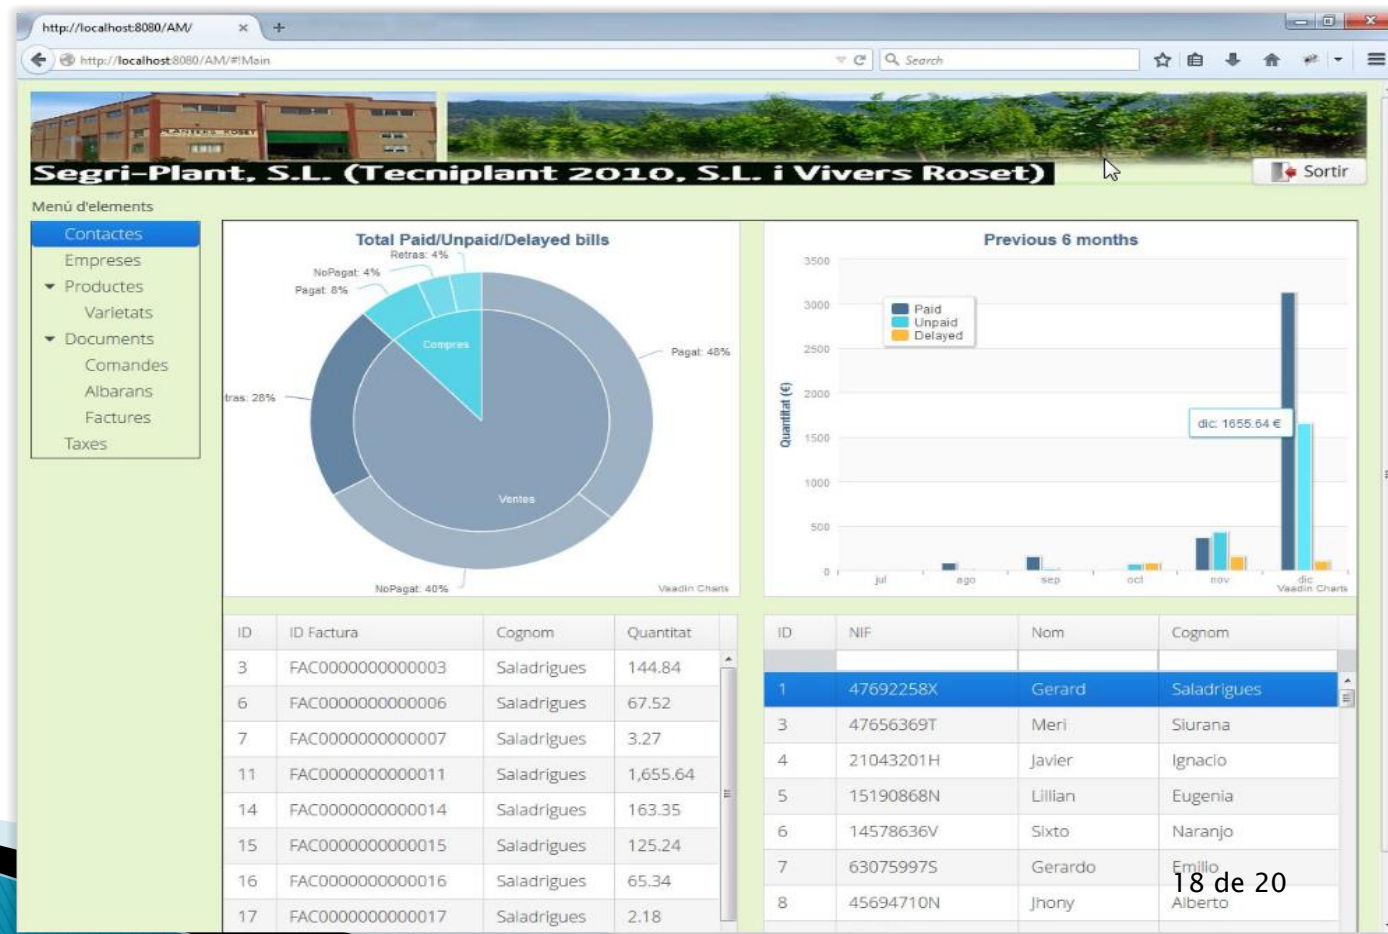 http://localhost:8080/AM/
http://localhost:8080/AM/#!Main
Search
PLANTERS ROSET
Segri-Plant, S.L. (Tecniplant 2010, S.L. i Vivers Roset)
Sortir
Menú d'elements
Contactes
Empreses
Productes
Varietats
Documents
Comandes
Albarans
Factures
Taxes
Total Paid/Unpaid/Delayed bills
Retras: 4%
NoPagat: 4%
Pagat: 8%
Compres
Pagat: 48%
tras: 28%
Ventes
NoPagat: 40%
Vaadin Charts
Previous 6 months
3500
3000
2500
2000
1500
1000
500
0
Quantitat (€)
Paid
Unpaid
Delayed
dic: 1655.64 €
jul ago sep oct nov dic
Vaadin Charts
ID ID Factura Cognom Quantitat
3 FAC0000000000003 Saladrigues 144.84
6 FAC0000000000006 Saladrigues 67.52
7 FAC0000000000007 Saladrigues 3.27
11 FAC0000000000011 Saladrigues 1,655.64
14 FAC0000000000014 Saladrigues 163.35
15 FAC0000000000015 Saladrigues 125.24
16 FAC0000000000016 Saladrigues 65.34
17 FAC0000000000017 Saladrigues 2.18
ID NIF Nom Cognom
1 47692258X Gerard Saladrigues
3 47656369T Meri Siurana
4 21043201H Javier Ignacio
5 15190868N Lillian Eugenia
6 14578636V Sixto Naranjo
7 63075997S Gerardo Emilio
8 45694710N Jhony Alberto
18 de 20